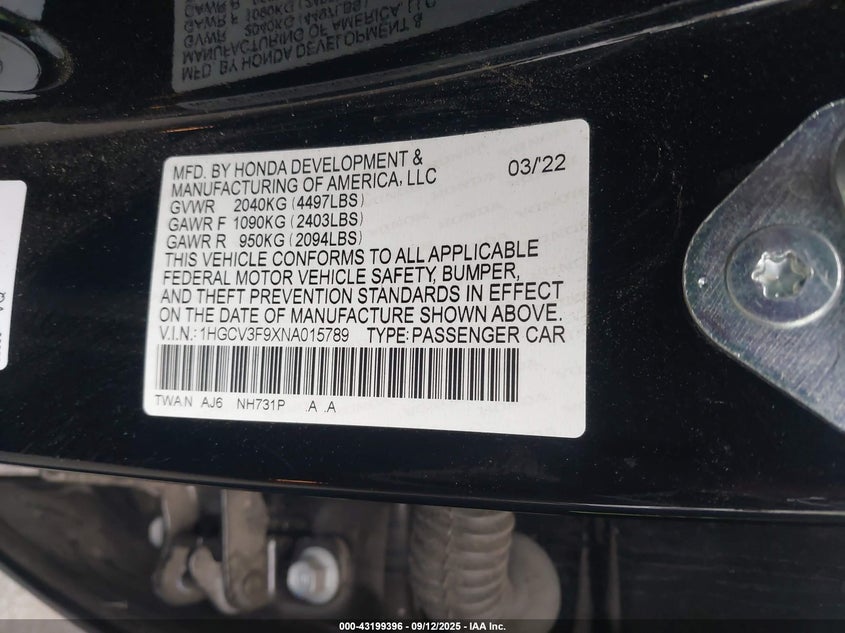 MFD. BY HONDA DEVELOPMENT &
MANUFACTURING OF AMERICA, LLC 03/'22
GVWR 2040KG (4497LBS)
GAWR F 1090KG (2403LBS)
GAWR R 950KG (2094LBS)
THIS VEHICLE CONFORMS TO ALL APPLICABLE
FEDERAL MOTOR VEHICLE SAFETY, BUMPER,
AND THEFT PREVENTION STANDARDS IN EFFECT
ON THE DATE OF MANUFACTURE SHOWN ABOVE.
V.I.N.: 1HGCV3F9XNA015789 TYPE: PASSENGER CAR
TWA N AJ6 NH731P .A .A
000-43199396 - 09/12/2025 - IAA Inc.